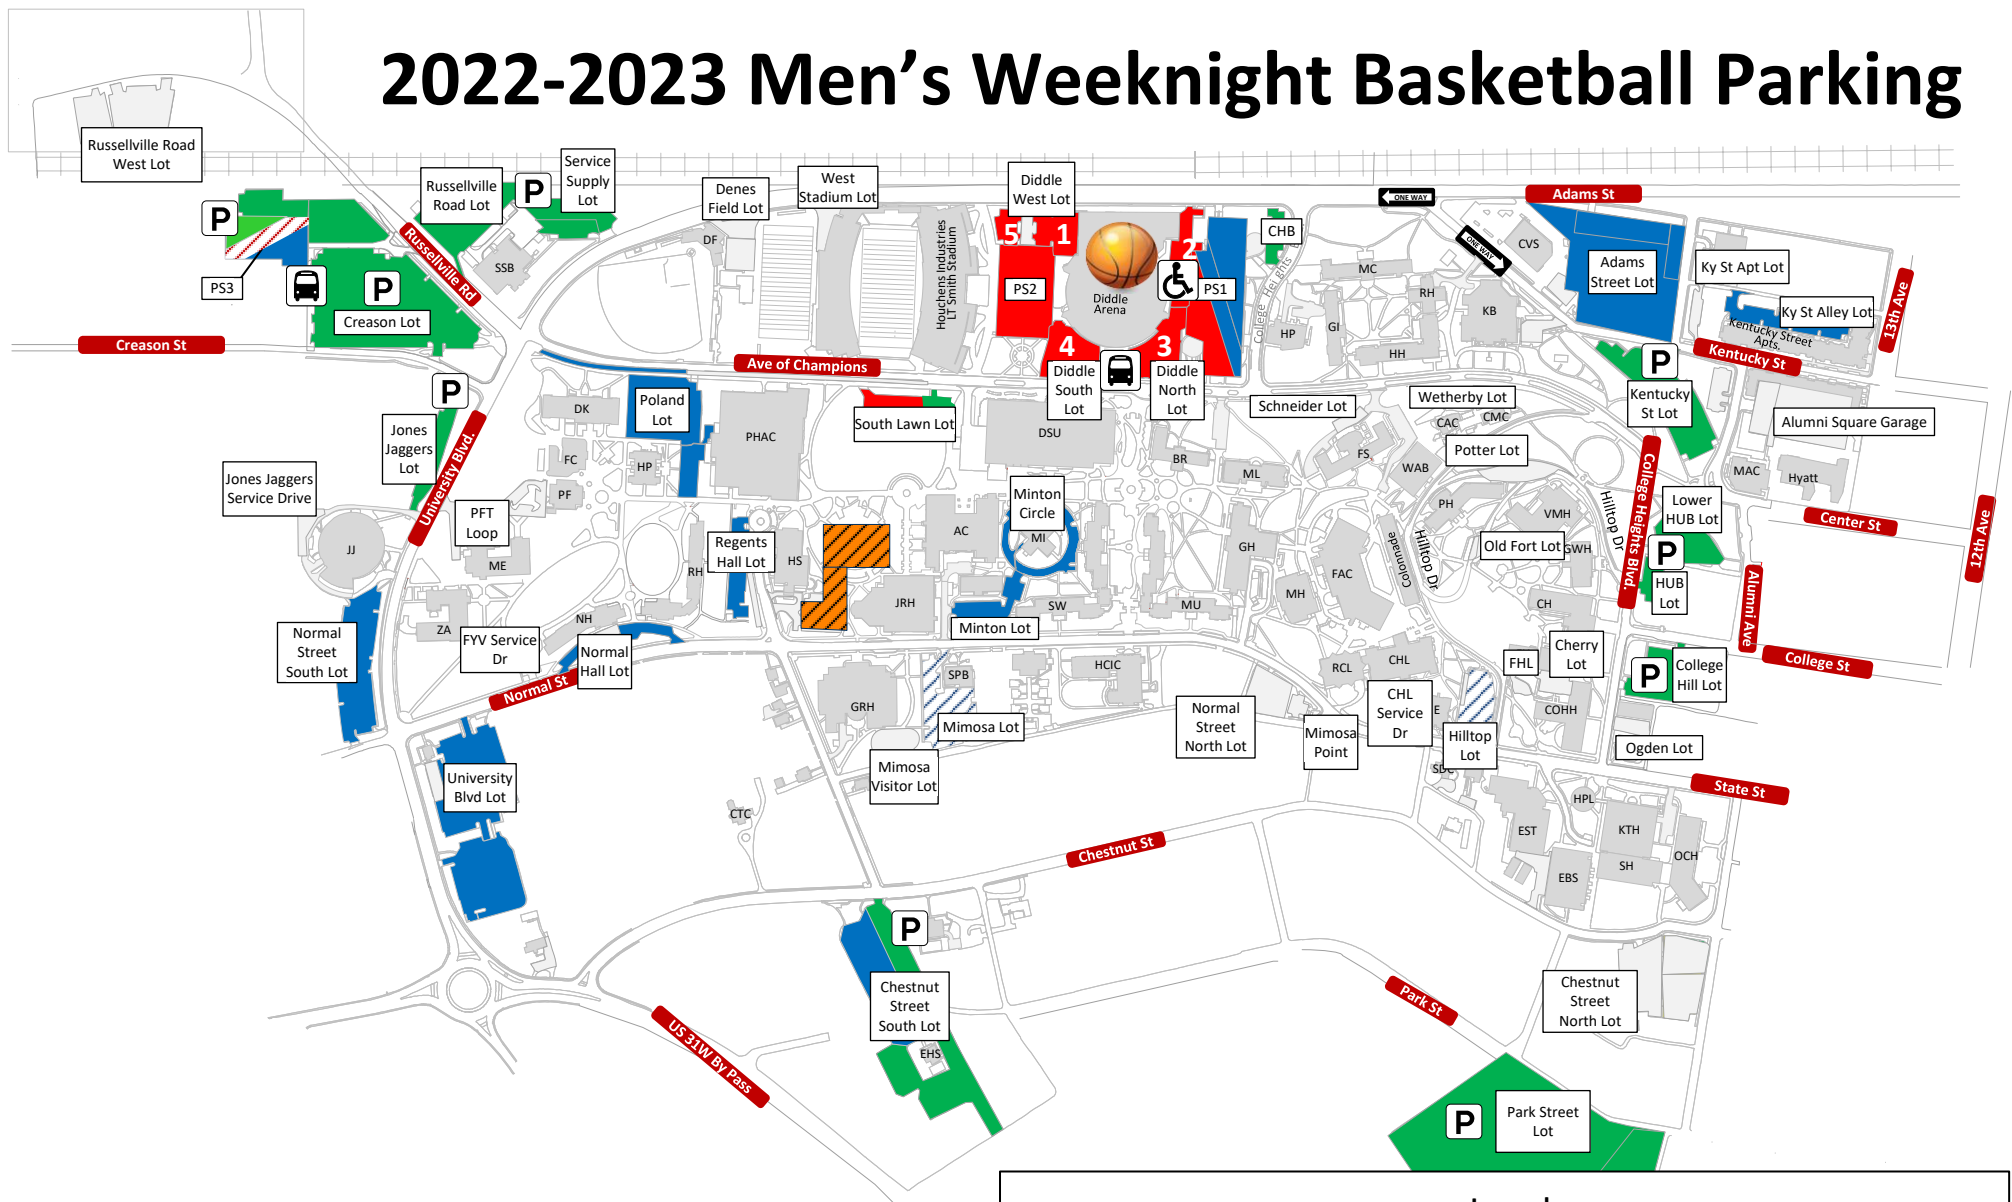 2022-2023 Men's Weeknight Basketball Parking
Russellville Road
West Lot
Russellville
Road Lot
P
Service
Supply
Lot
Denes
Field Lot
West
Stadium Lot
Diddle
West Lot
ONE WAY
Adams St
P
PS3
Russellville Rd
SSB
DF
Houchens Industries
LT Smith Stadium
5
1
2
PS2
PS1
Diddle
Arena
4
3
CHB
College Heights
MC
RH
GI
HP
HH
KB
ONE WAY
CVS
Adams
Street Lot
Ky St Apt Lot
Ky St Alley Lot
Kentucky Street
Apts.
13th Ave
P
Creason Lot
Creason St
Ave of Champions
Kentucky St
P
Diddle
South
Lot
Diddle
North
Lot
Schneider Lot
Wetherby Lot
Kentucky
St Lot
P
Alumni Square Garage
Jones
Jaggers
Lot
University Blvd.
DK
Poland
Lot
PHAC
South Lawn Lot
DSU
BR
ML
FS
CAC
CMC
WAB
Potter Lot
College Heights Blvd.
MAC
Hyatt
Jones Jaggers
Service Drive
FC
HP
PF
PFT
Loop
Minton
Circle
MI
AC
PH
VMH
Hilltop Dr
Lower
HUB Lot
Center St
12th Ave
JJ
ME
Regents
Hall Lot
RH
HS
JRH
GH
FAC
Colonade
Hilltop Dr
Old Fort Lot
GWH
P
HUB
Lot
Alumni Ave
ZA
NH
SW
MU
MH
CH
Normal
Street
South Lot
FYV Service
Dr
Normal
Hall Lot
Normal St
Minton Lot
SPB
HCIC
RCL
CHL
FHL
Cherry
Lot
P
College
Hill Lot
College St
GRH
Mimosa Lot
Mimosa
Visitor Lot
Normal
Street
North Lot
Mimosa
Point
CHL
Service
Dr
E
Hilltop
Lot
COHH
Ogden Lot
State St
University
Blvd Lot
CTC
SDC
HPL
EST
KTH
SH
OCH
EBS
Chestnut St
P
Chestnut
Street
South Lot
EHS
US 31W By Pass
Park St
Chestnut
Street
North Lot
P
Park Street
Lot